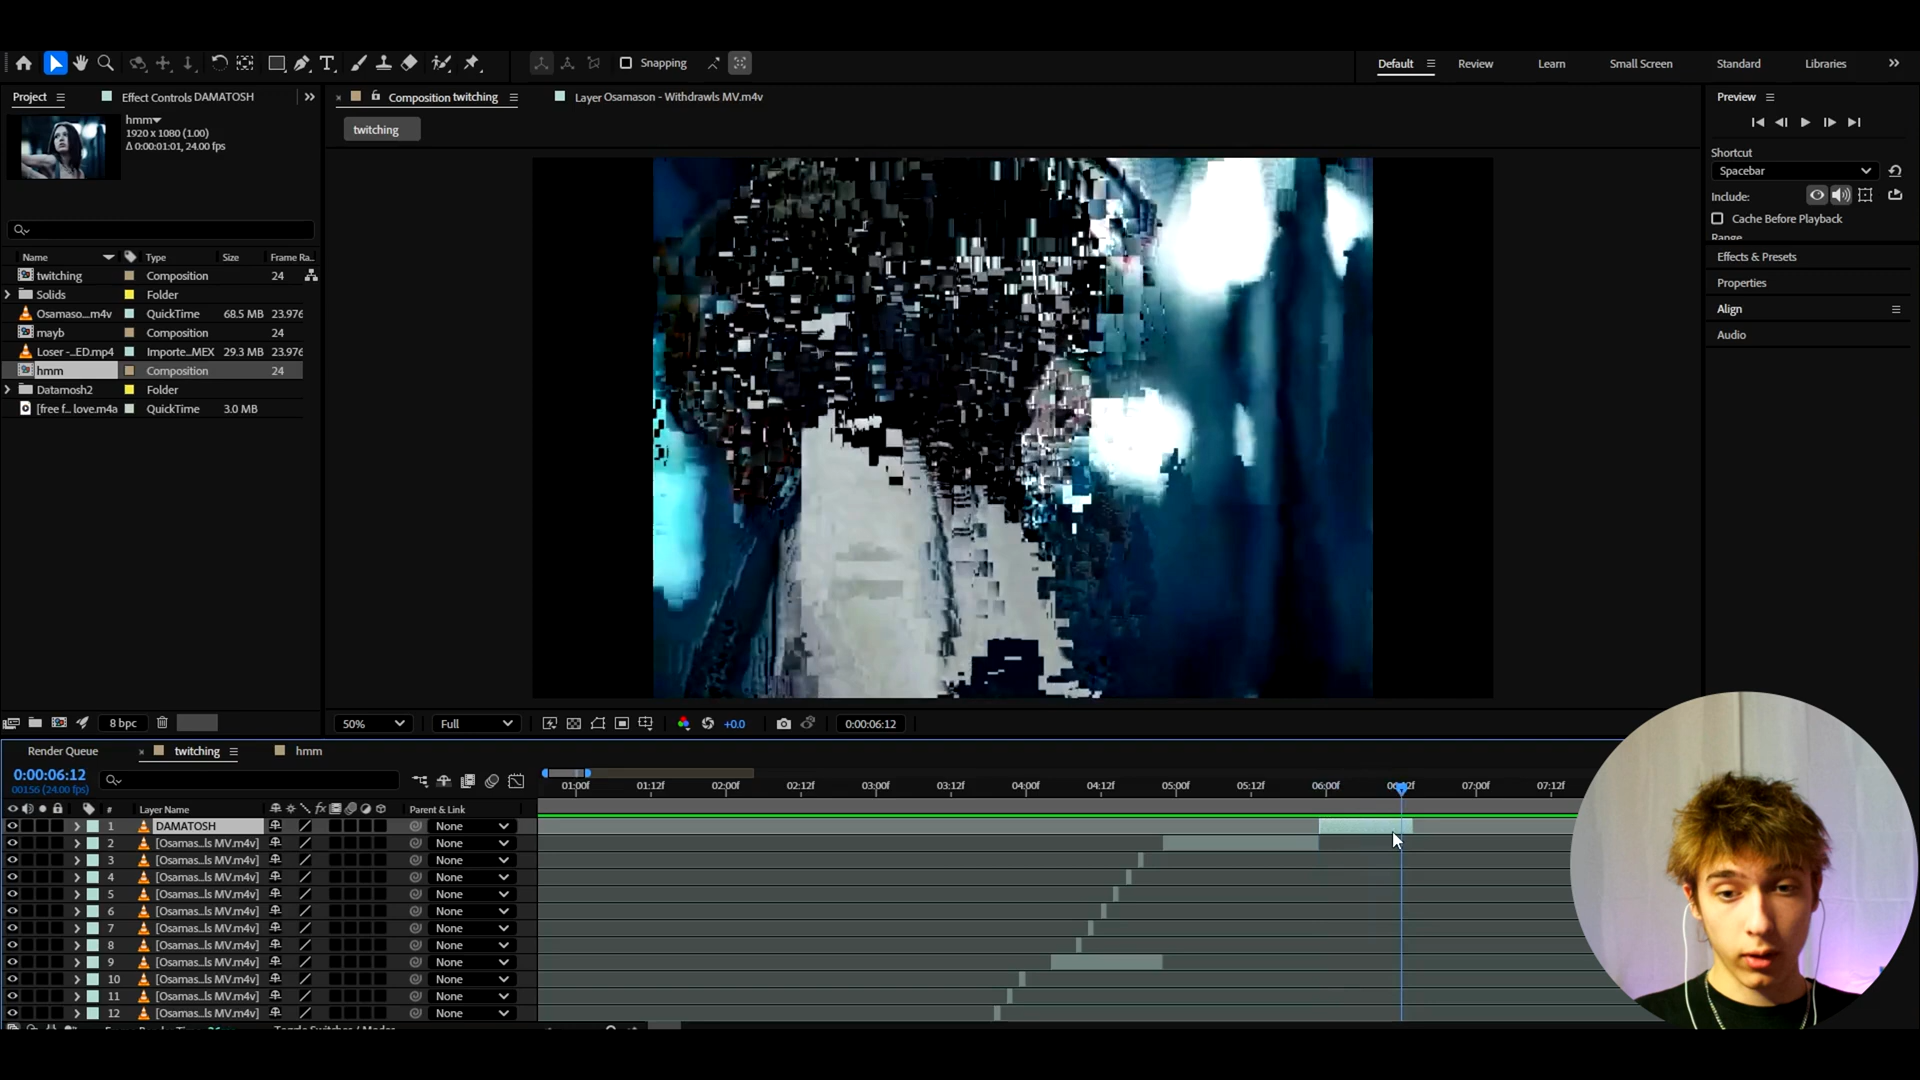 Snapping
Default
Review
Learn
Small Screen
Standard
Libraries
Project
Effect Controls DAMATOSH
Composition twitching
Layer Osamason - Withdrawls MV.m4v
Preview
hmm
1920 x 1080 (1.00)
Δ 0:00:01:01, 24.00 fps
twitching
Shortcut
Spacebar
Include:
Cache Before Playback
Range
Effects & Presets
Properties
Align
Audio
Name Type Size Frame Ra...
twitching Composition 24
Solids Folder
Osamaso....m4v QuickTime 68.5 MB 23.976
mayb Composition 24
Loser -...ED.mp4 Importe...MEX 29.3 MB 23.976
hmm Composition 24
Datamosh2 Folder
[free f... love.m4a QuickTime 3.0 MB
8 bpc
50%
Full
+0.0
0:00:06:12
Render Queue
twitching
hmm
0:00:06:12
00156 (24.00 fps)
01:00f 01:12f 02:00f 02:12f 03:00f 03:12f 04:00f 04:12f 05:00f 05:12f 06:00f 06:12f 07:00f 07:12f
# Layer Name fx Parent & Link
1 DAMATOSH None
2 [Osamas...ls MV.m4v] None
3 [Osamas...ls MV.m4v] None
4 [Osamas...ls MV.m4v] None
5 [Osamas...ls MV.m4v] None
6 [Osamas...ls MV.m4v] None
7 [Osamas...ls MV.m4v] None
8 [Osamas...ls MV.m4v] None
9 [Osamas...ls MV.m4v] None
10 [Osamas...ls MV.m4v] None
11 [Osamas...ls MV.m4v] None
12 [Osamas...ls MV.m4v] None